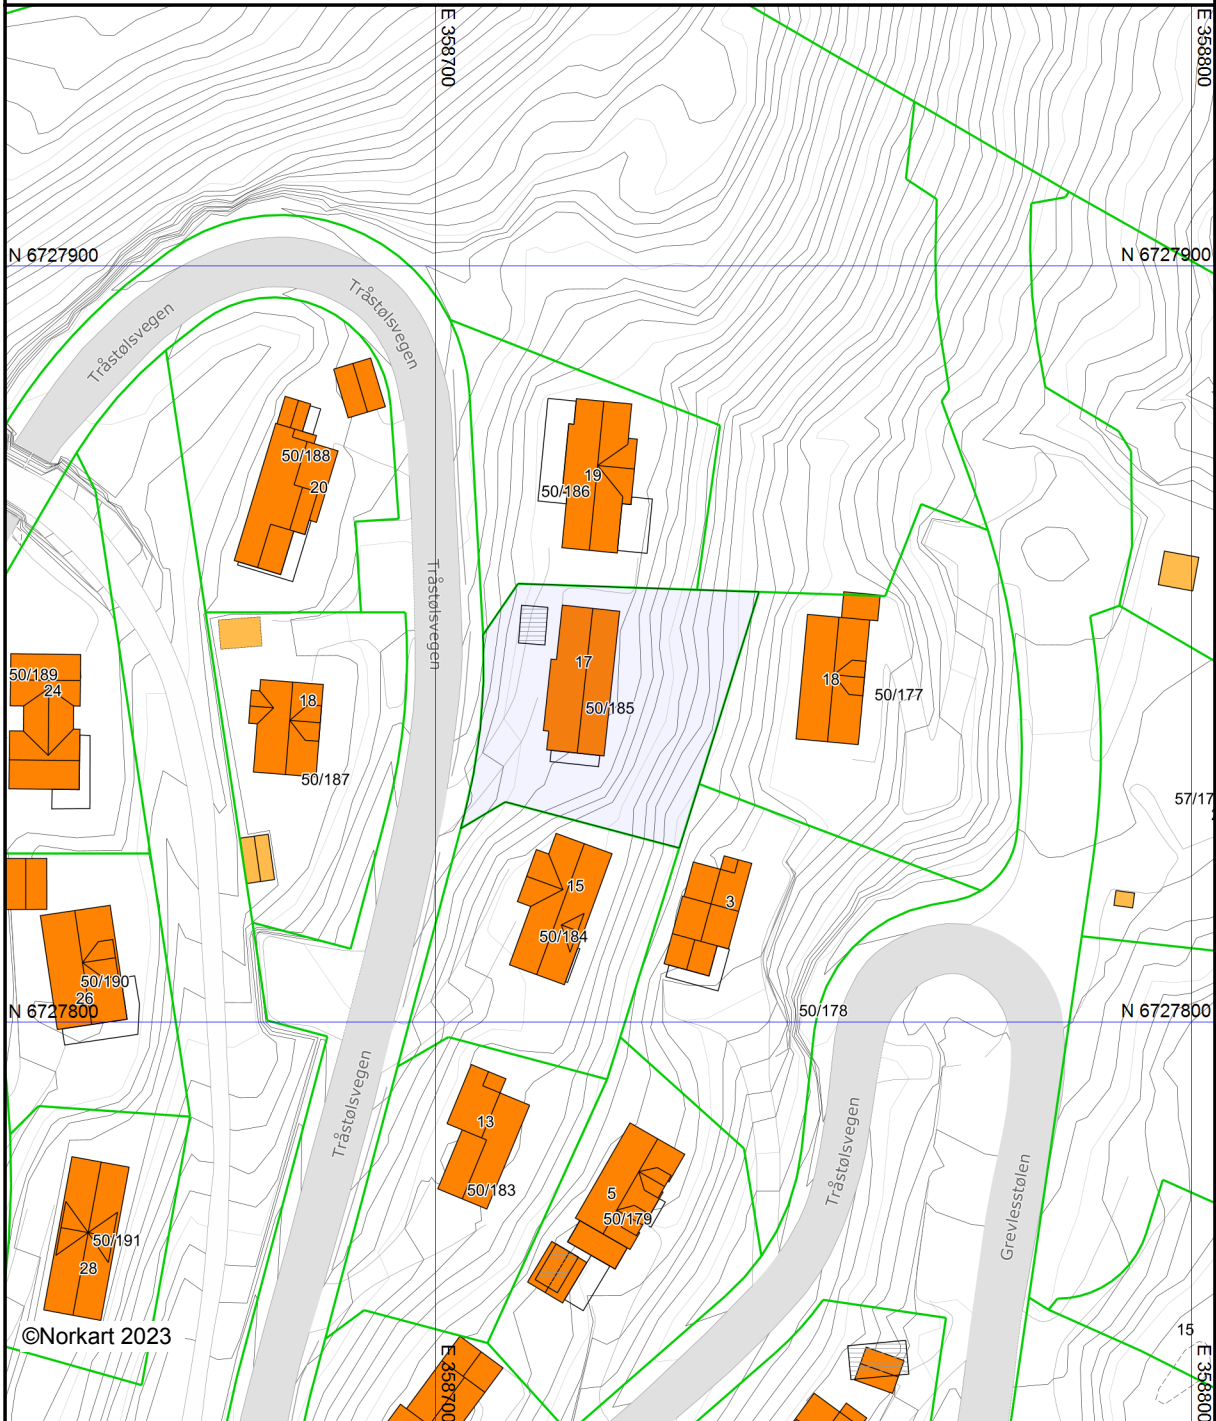 E 358700
E 358800
N 6727900
N 6727900
Tråstølsvegen
Tråstølsvegen
50/188
20
19
50/186
Tråstølsvegen
50/189
24
17
50/185
18
50/187
18
50/177
57/17
15
50/184
3
50/190
26
N 6727800
50/178
N 6727800
Tråstølsvegen
13
50/183
5
50/179
Tråstølsvegen
Grevlesstølen
50/191
28
©Norkart 2023
15
E 358700
E 358800